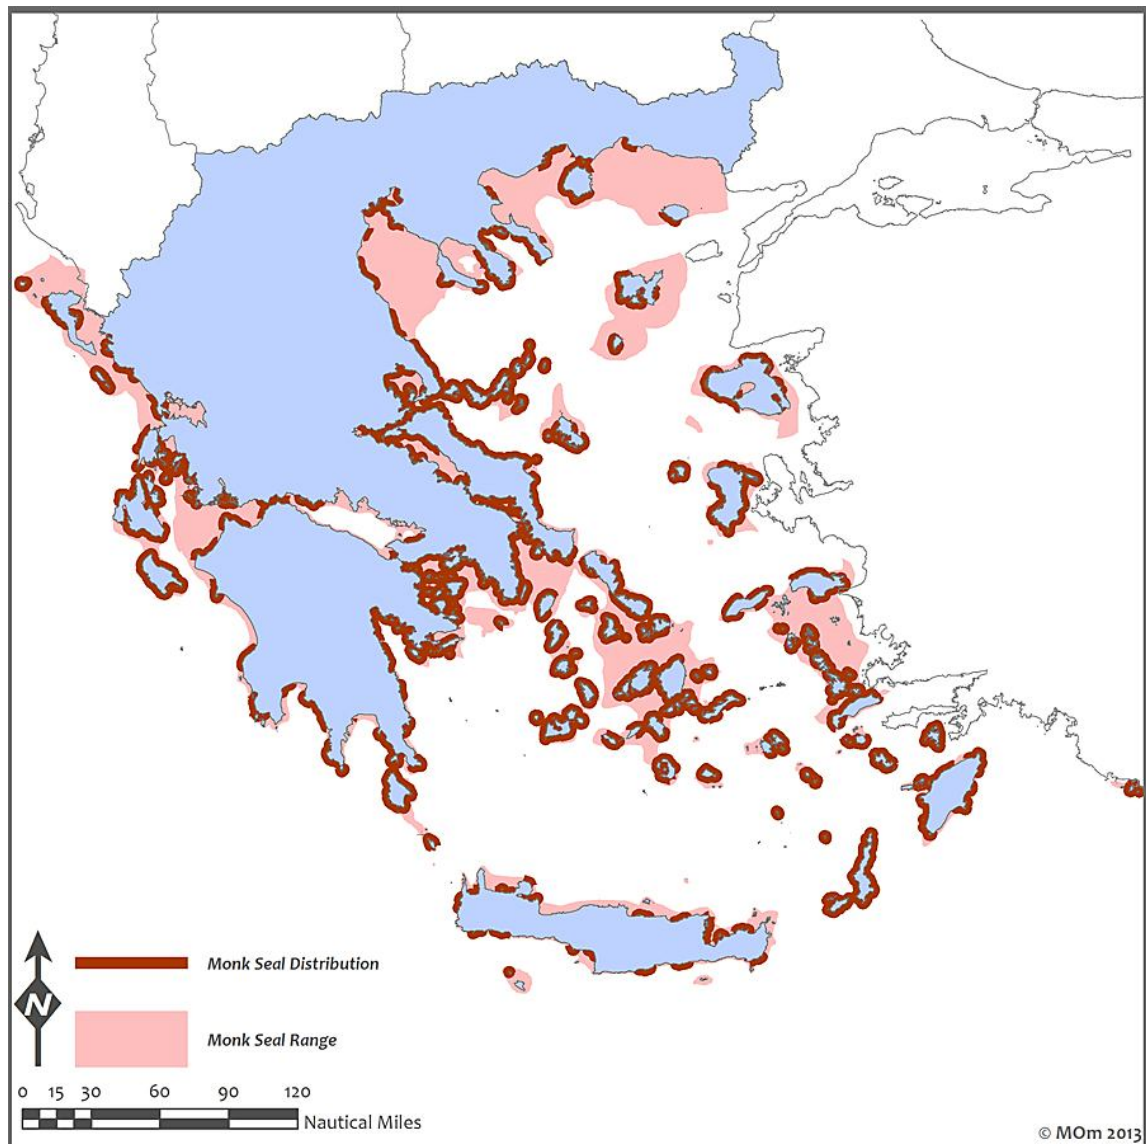 Monk Seal Distribution
N
Monk Seal Range
0 15 30 60 90 120
Nautical Miles
© MOm 2013